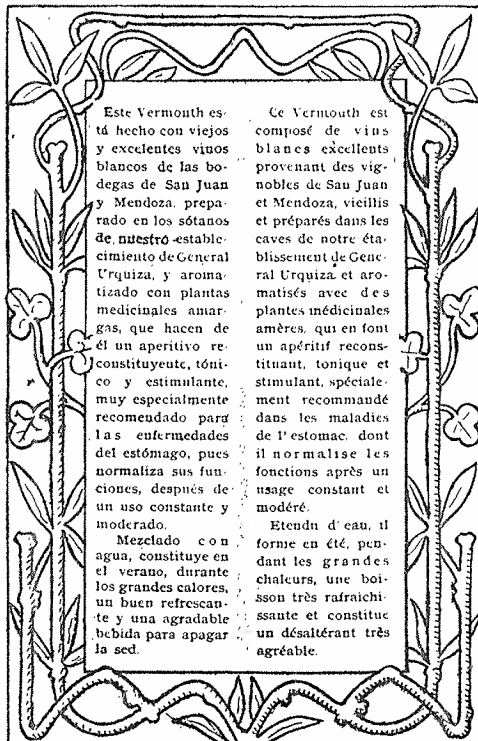 Este Vermouth es-
tá hecho con viejos
y excelentes vinos
blancos de las bo-
degas de San Juan
y Mendoza, prepa-
rado en los sótanos
de nuestro estable-
cimiento de General
Urquiza, y aroma-
tizado con plantas
medicinales amar-
gas, que hacen de
él un aperitivo re-
constituyente, tóni-
co y estimulante,
muy especialmente
recomendado para
las enfermedades
del estómago, pues
normaliza sus fun-
ciones, después de
un uso constante y
moderado.
Mezclado con
agua, constituye en
el verano, durante
los grandes calores,
un buen refrescan-
te y una agradable
bebida para apagar
la sed.
Ce Vermouth est
composé de vins
blancs excellents
provenant des vig-
nobles de San Juan
et Mendoza, vieillis
et préparés dans les
caves de notre éta-
blissement de Gene-
ral Urquiza et aro-
matisés avec des
plantes médicinales
amères, qui en font
un apéritif recons-
tituant, tonique et
stimulant, spéciale-
ment recommandé
dans les maladies
de l'estomac, dont
il normalise les
fonctions après un
usage constant et
modéré.
Etendu d'eau, il
forme en été, pen-
dant les grandes
chaleurs, une boi-
sson très rafraichi-
ssante et constitue
un désaltérant très
agréable.